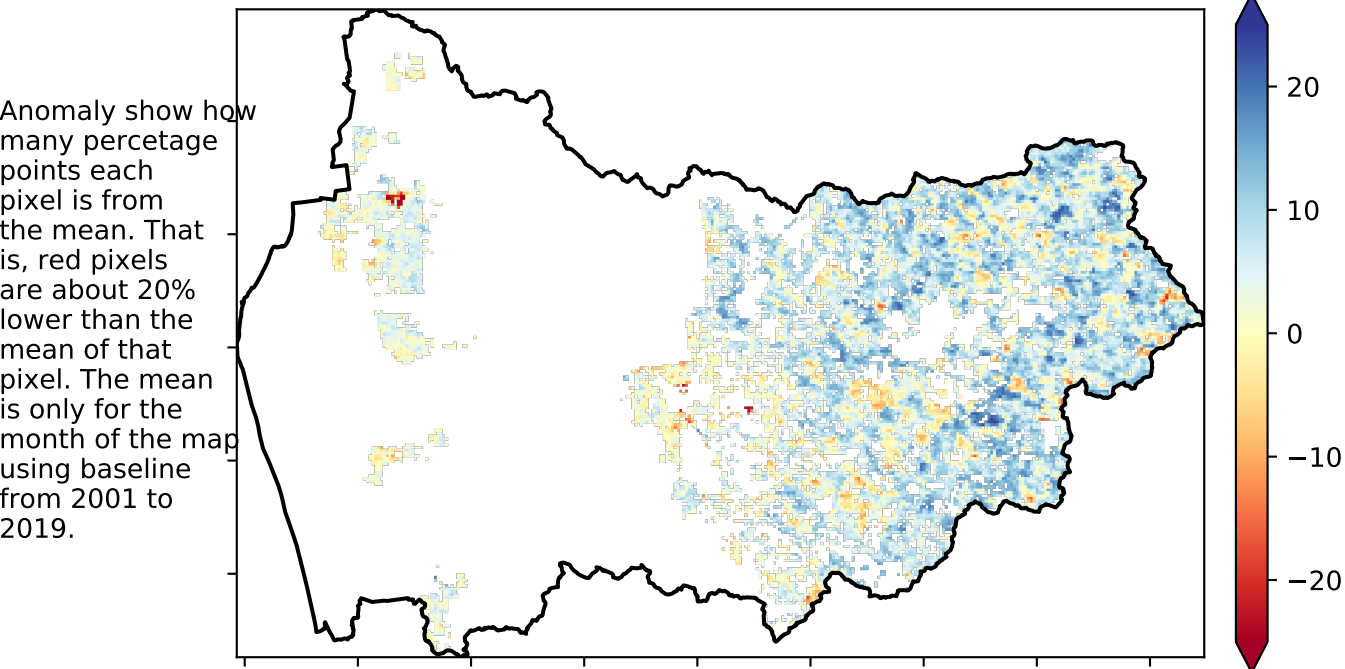 Anomaly show how
many percetage
points each
pixel is from
the mean. That
is, red pixels
are about 20%
lower than the
mean of that
pixel. The mean
is only for the
month of the map
using baseline
from 2001 to
2019.
20
10
0
−10
−20